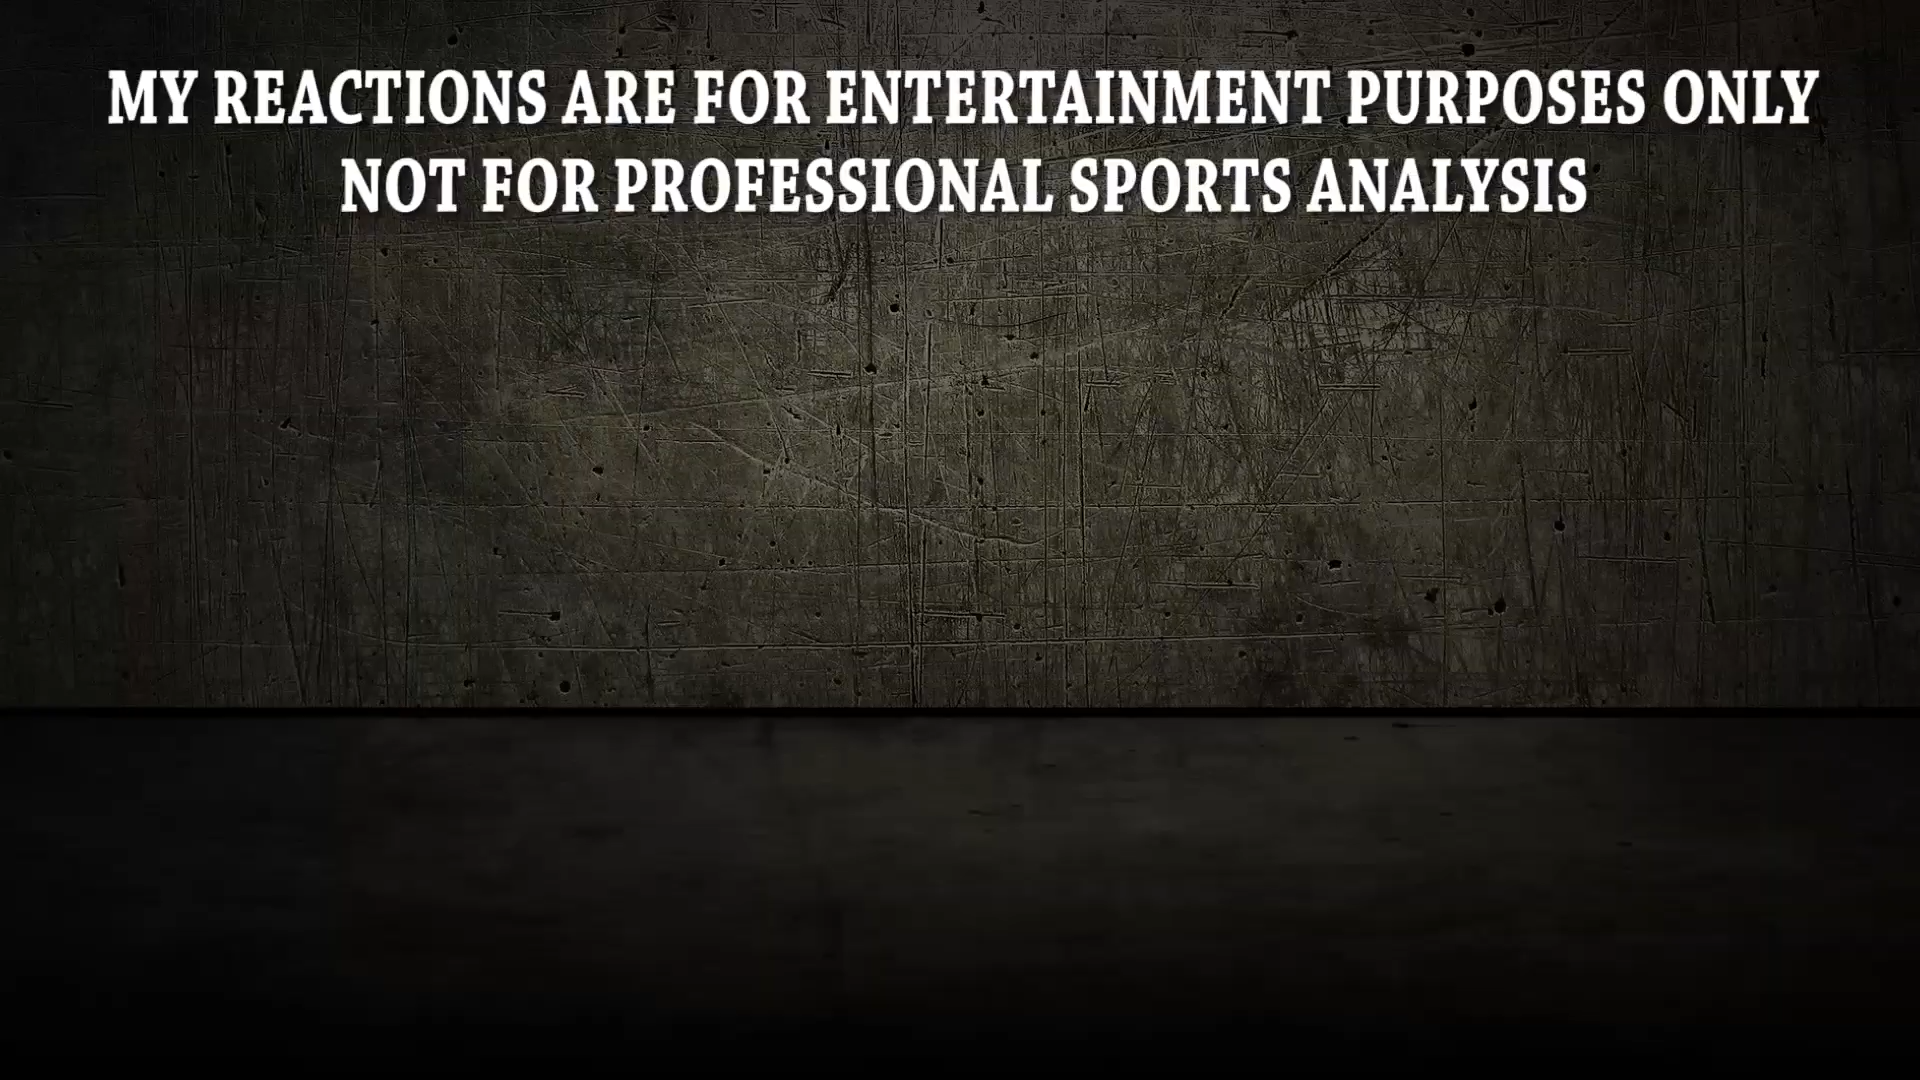 MY REACTIONS ARE FOR ENTERTAINMENT PURPOSES ONLY
NOT FOR PROFESSIONAL SPORTS ANALYSIS